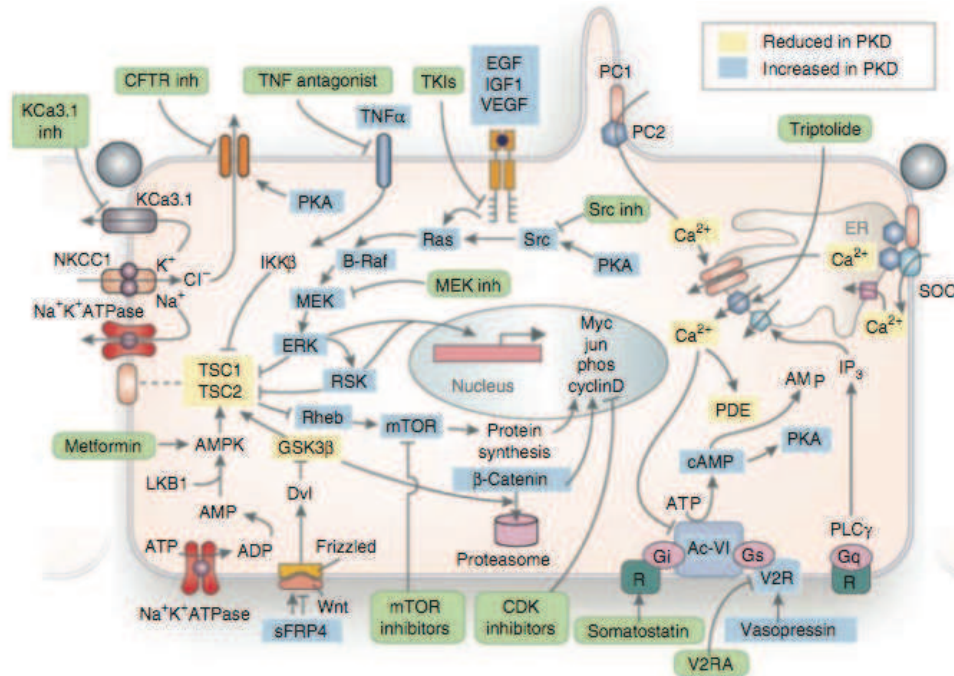 Reduced in PKD
Increased in PKD
EGF
IGF1
VEGF
CFTR inh
TNF antagonist
TKIs
PC1
KCa3.1
inh
TNFα
PC2
Triptolide
KCa3.1
PKA
Src inh
Ca2+
ER
Ras
Src
NKCC1
K+
Cl−
IKKβ
B-Raf
PKA
Ca2+
SOC
Na+
MEK
MEK inh
Na+K+ATPase
Ca2+
Ca2+
ERK
Myc
jun
phos
cyclinD
TSC1
TSC2
RSK
Nucleus
IP3
AMP
Rheb
mTOR
Protein
synthesis
PDE
PKA
Metformin
AMPK
GSK3β
cAMP
LKB1
β-Catenin
Dvl
ATP
AMP
Proteasome
PLCγ
ATP
ADP
Frizzled
Gi
Ac-VI
Gs
Gq
R
V2R
R
Na+K+ATPase
Wnt
sFRP4
mTOR
inhibitors
CDK
inhibitors
Somatostatin
Vasopressin
V2RA